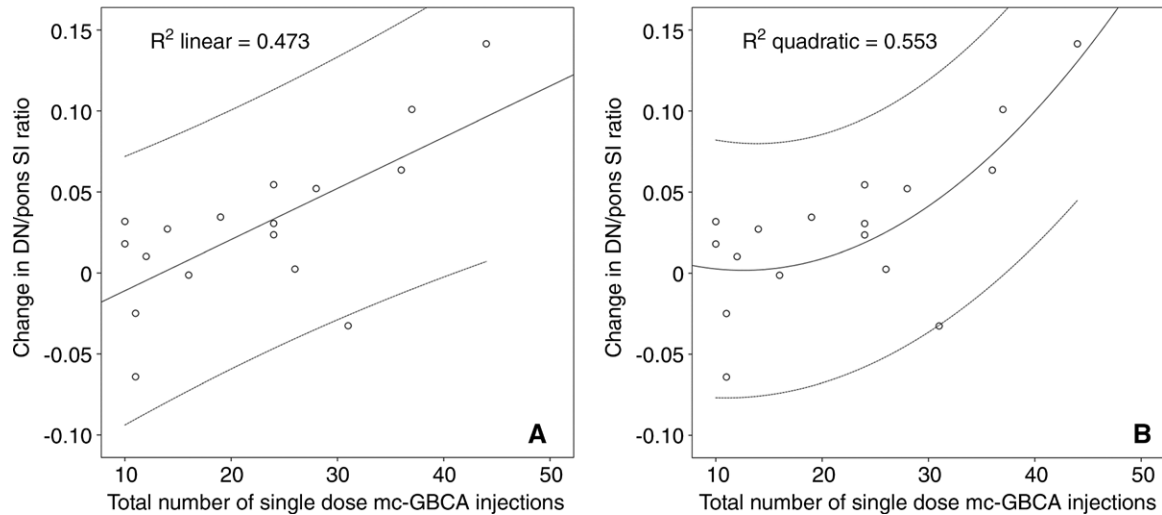 R² linear = 0.473
Change in DN/pons SI ratio
0.15
0.10
0.05
0
-0.05
-0.10
A
10 20 30 40 50
Total number of single dose mc-GBCA injections
R² quadratic = 0.553
Change in DN/pons SI ratio
0.15
0.10
0.05
0
-0.05
-0.10
B
10 20 30 40 50
Total number of single dose mc-GBCA injections